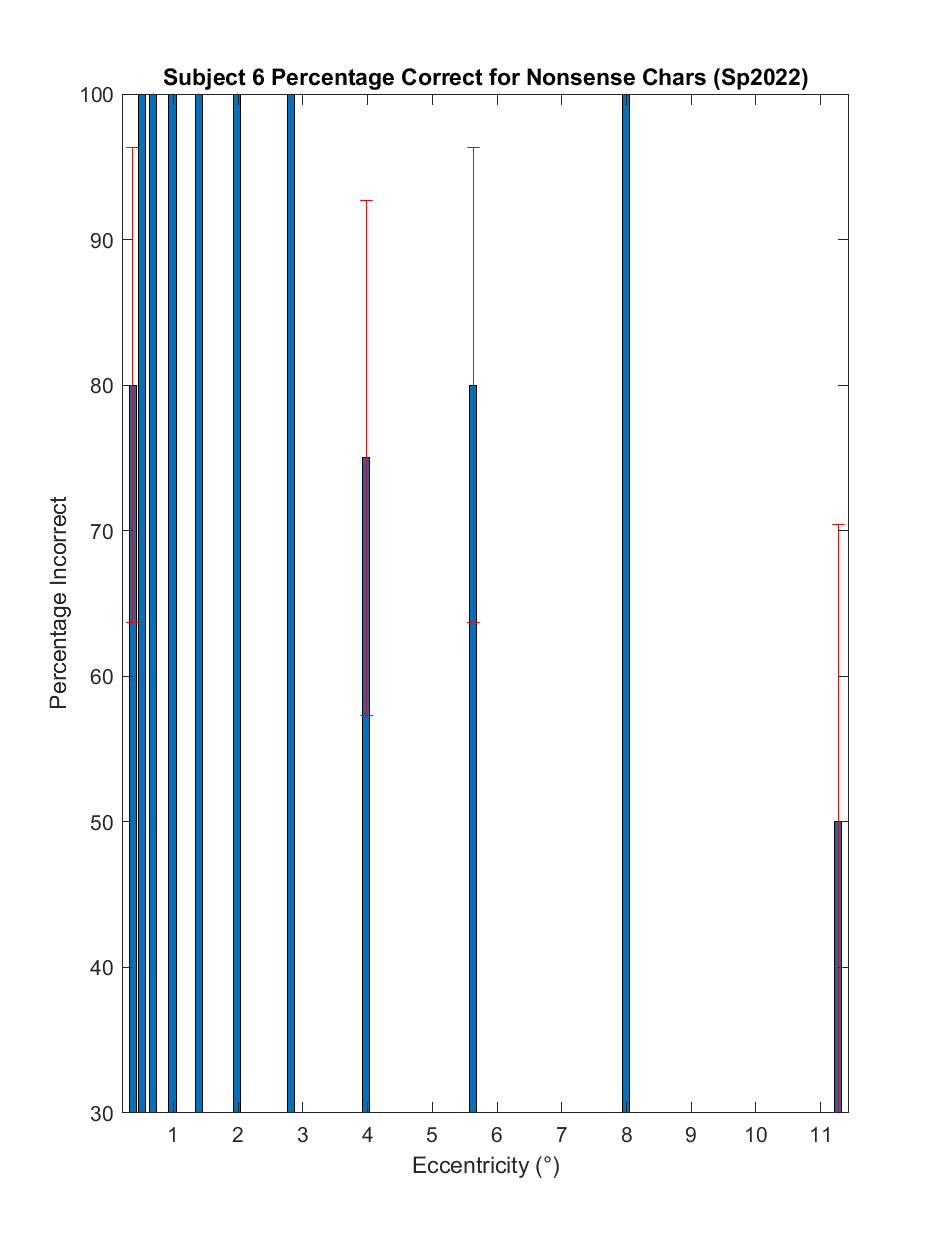 Subject 6 Percentage Correct for Nonsense Chars (Sp2022)
100
90
80
70
60
50
40
30
Percentage Incorrect
1 2 3 4 5 6 7 8 9 10 11
Eccentricity (°)